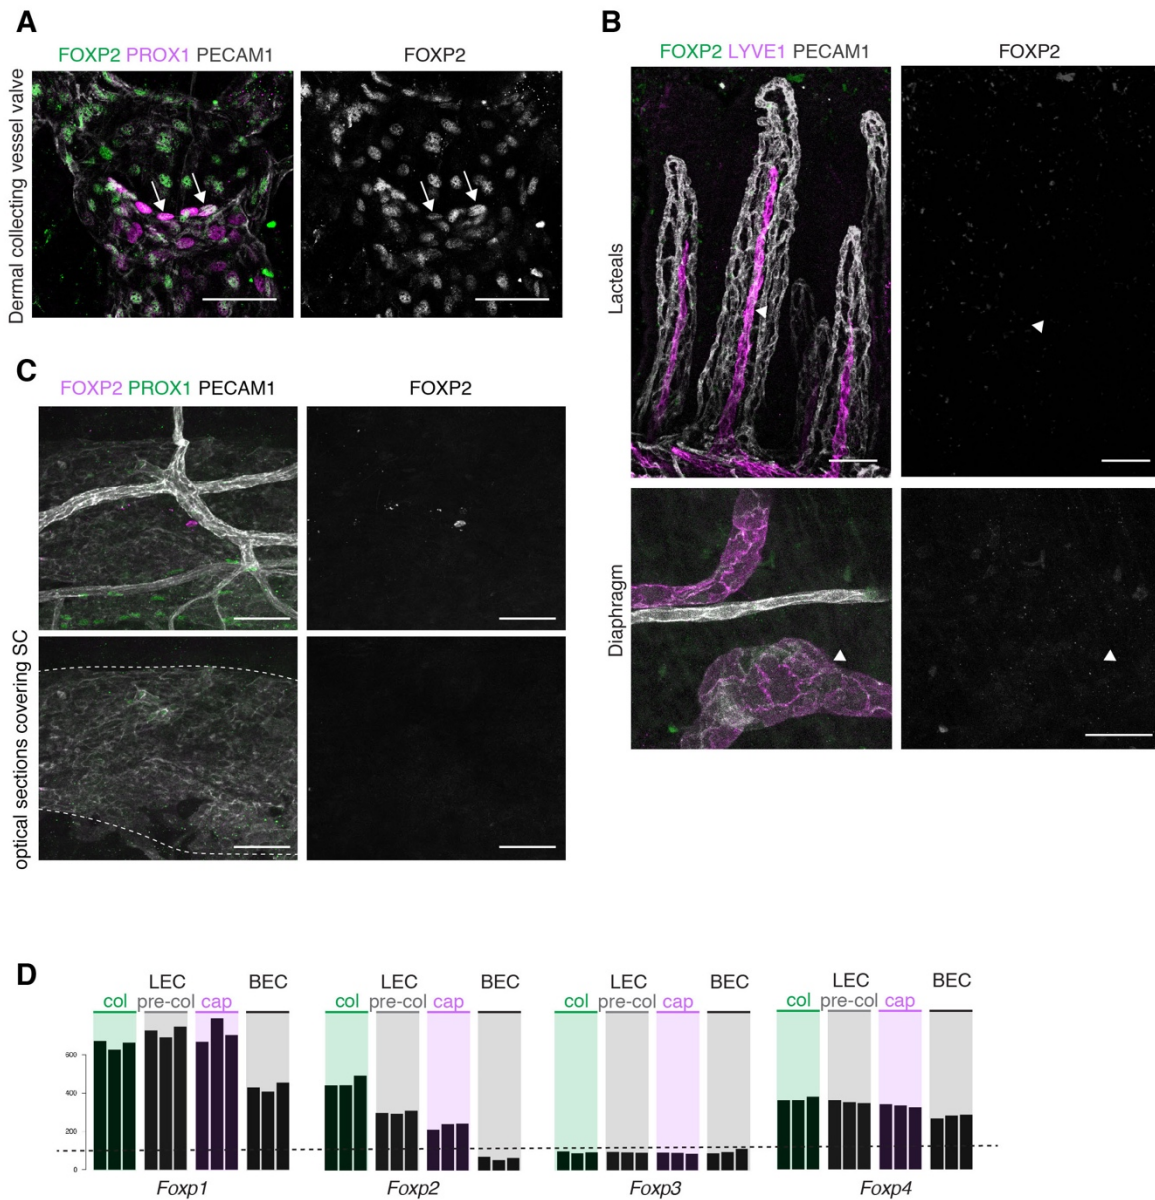 A
FOXP2 PROX1 PECAM1
FOXP2
Dermal collecting vessel valve
B
FOXP2 LYVE1 PECAM1
FOXP2
Lacteals
Diaphragm
C
FOXP2 PROX1 PECAM1
FOXP2
optical sections covering SC
D
LEC
BEC
col
pre-col
cap
LEC
BEC
col
pre-col
cap
LEC
BEC
col
pre-col
cap
LEC
BEC
col
pre-col
cap
600
400
200
0
Foxp1
Foxp2
Foxp3
Foxp4